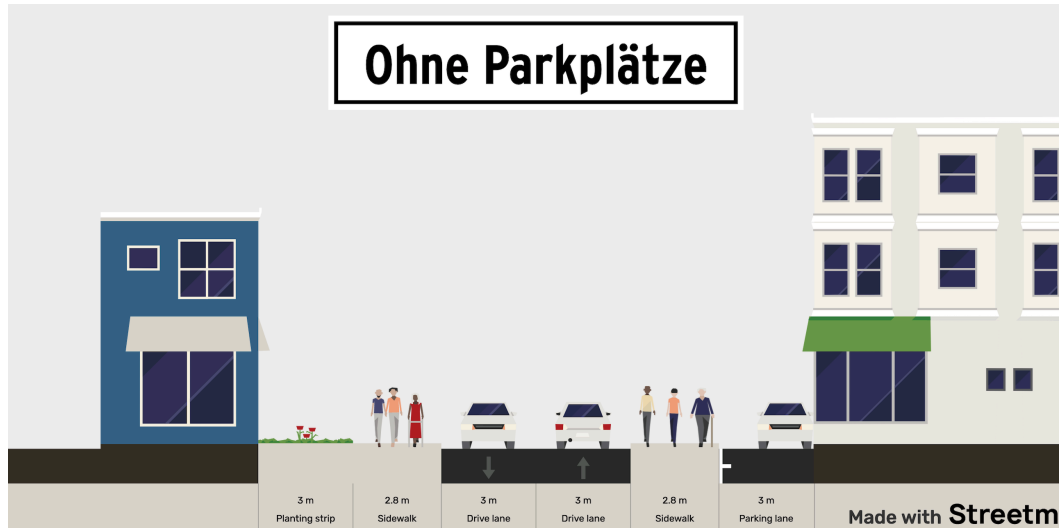 Ohne Parkplätze
3 m
Planting strip
2.8 m
Sidewalk
3 m
Drive lane
3 m
Drive lane
2.8 m
Sidewalk
3 m
Parking lane
Made with Streetm